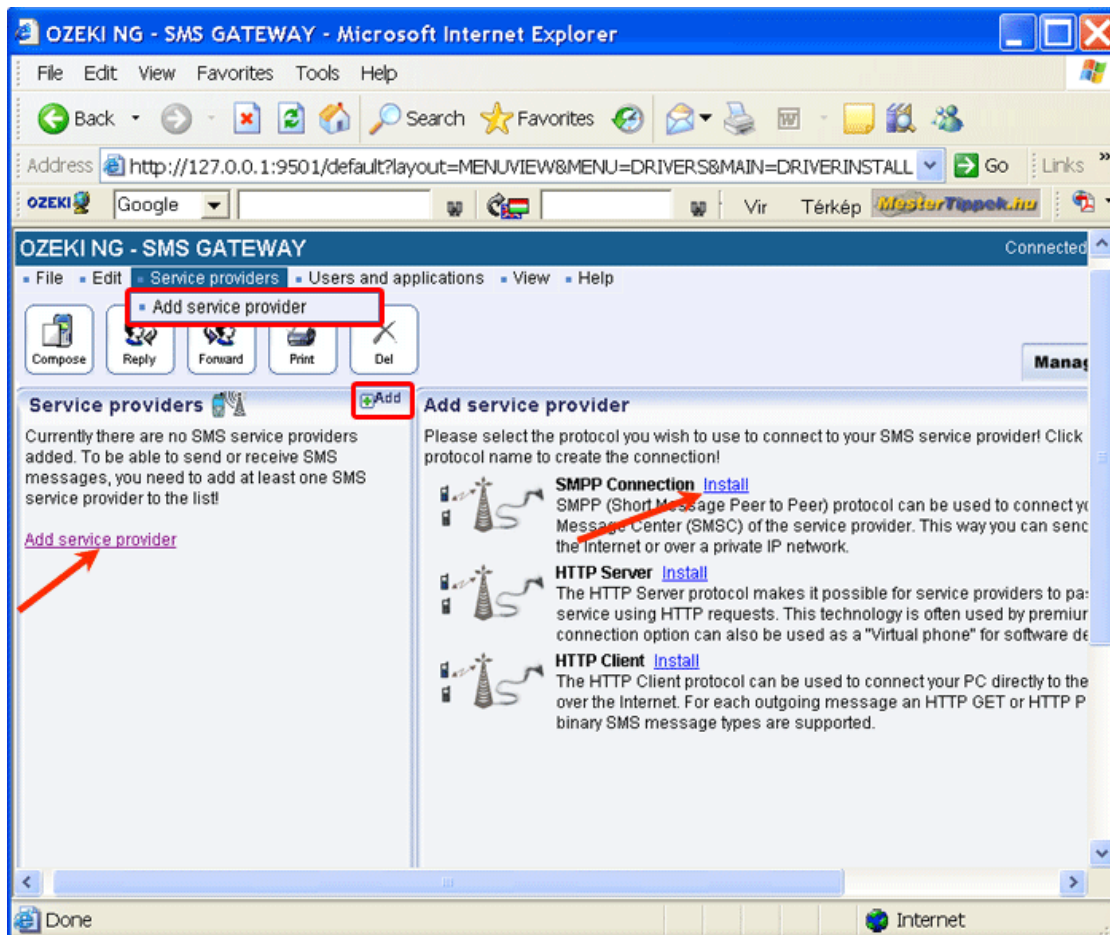 OZEKI NG - SMS GATEWAY - Microsoft Internet Explorer
File Edit View Favorites Tools Help
Back Search Favorites
Address http://127.0.0.1:9501/default?layout=MENUVIEW&MENU=DRIVERS&MAIN=DRIVERINSTALL Go Links »
OZEKI Google Vir Térkép MesterTippek.hu
OZEKI NG - SMS GATEWAY Connected
File Edit Service providers Users and applications View Help
Add service provider
Compose Reply Forward Print Del
Manag
Service providers Add
Currently there are no SMS service providers
added. To be able to send or receive SMS
messages, you need to add at least one SMS
service provider to the list!
Add service provider
Add service provider
Please select the protocol you wish to use to connect to your SMS service provider! Click
protocol name to create the connection!
SMPP Connection Install
SMPP (Short Message Peer to Peer) protocol can be used to connect yo
Message Center (SMSC) of the service provider. This way you can send
the Internet or over a private IP network.
HTTP Server Install
The HTTP Server protocol makes it possible for service providers to pa
service using HTTP requests. This technology is often used by premiur
connection option can also be used as a "Virtual phone" for software de
HTTP Client Install
The HTTP Client protocol can be used to connect your PC directly to the
over the Internet. For each outgoing message an HTTP GET or HTTP P
binary SMS message types are supported.
Done Internet